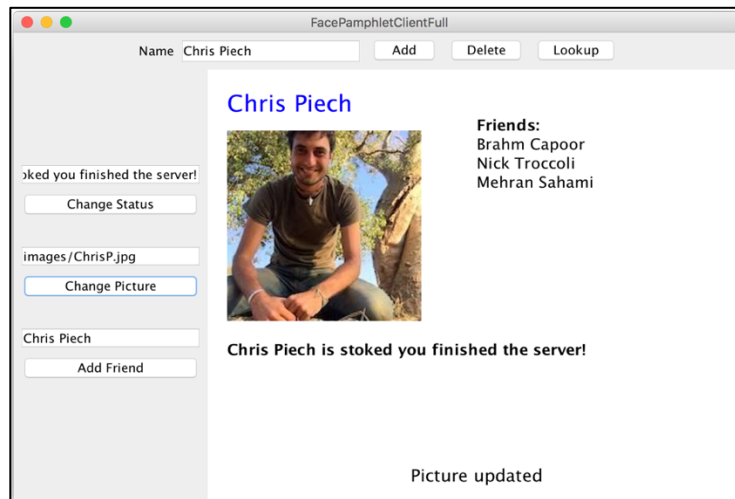 FacePamphletClientFull
Name Chris Piech Add Delete Lookup
oked you finished the server!
Change Status
images/ChrisP.jpg
Change Picture
Chris Piech
Add Friend
Chris Piech
Friends:
Brahm Capoor
Nick Troccoli
Mehran Sahami
Chris Piech is stoked you finished the server!
Picture updated